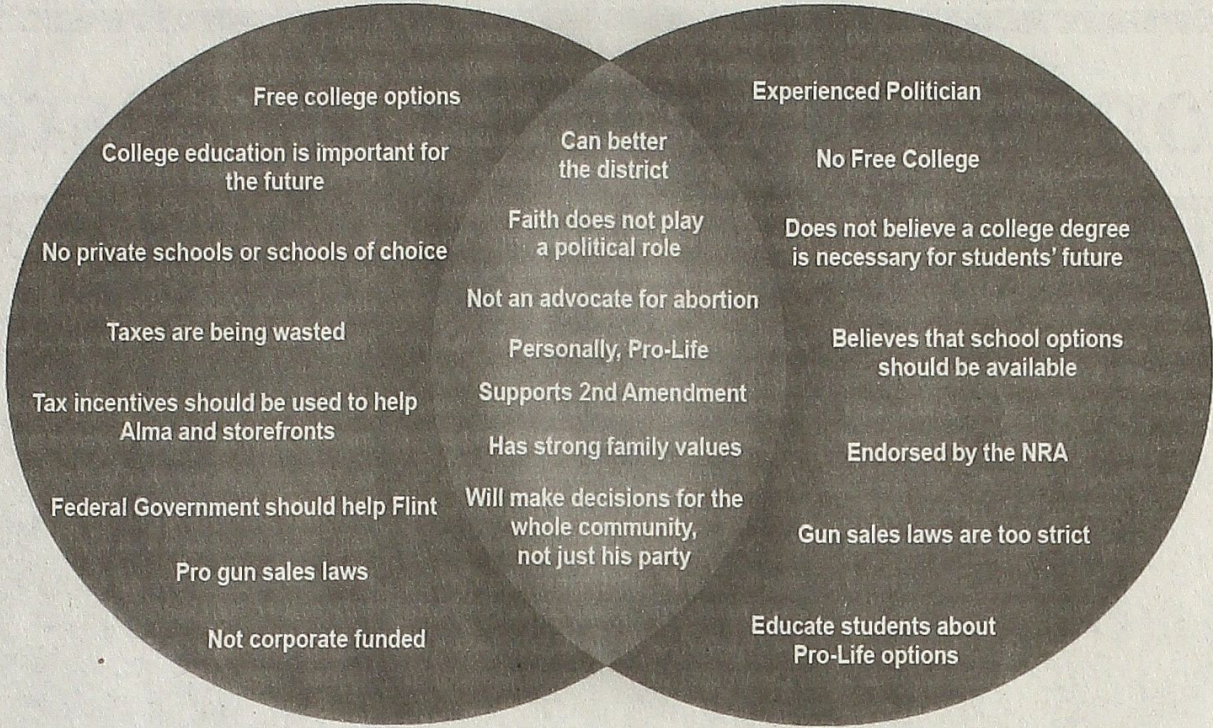 Free college options
College education is important for
the future
No private schools or schools of choice
Taxes are being wasted
Tax incentives should be used to help
Alma and storefronts
Federal Government should help Flint
Pro gun sales laws
Not corporate funded
Can better
the district
Faith does not play
a political role
Not an advocate for abortion
Personally, Pro-Life
Supports 2nd Amendment
Has strong family values
Will make decisions for the
whole community,
not just his party
Experienced Politician
No Free College
Does not believe a college degree
is necessary for students' future
Believes that school options
should be available
Endorsed by the NRA
Gun sales laws are too strict
Educate students about
Pro-Life options